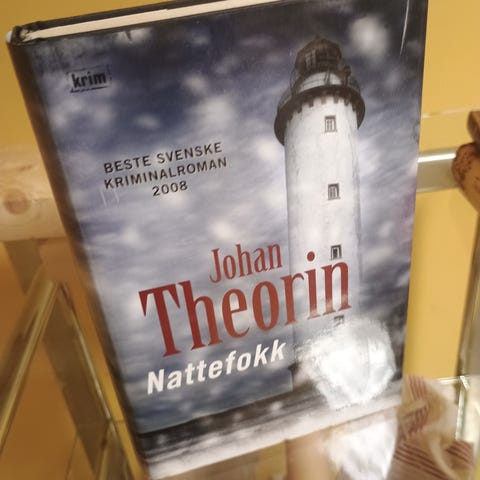 krim
BESTE SVENSKE
KRIMINALROMAN
2008
Johan
Theorin
Nattefokk